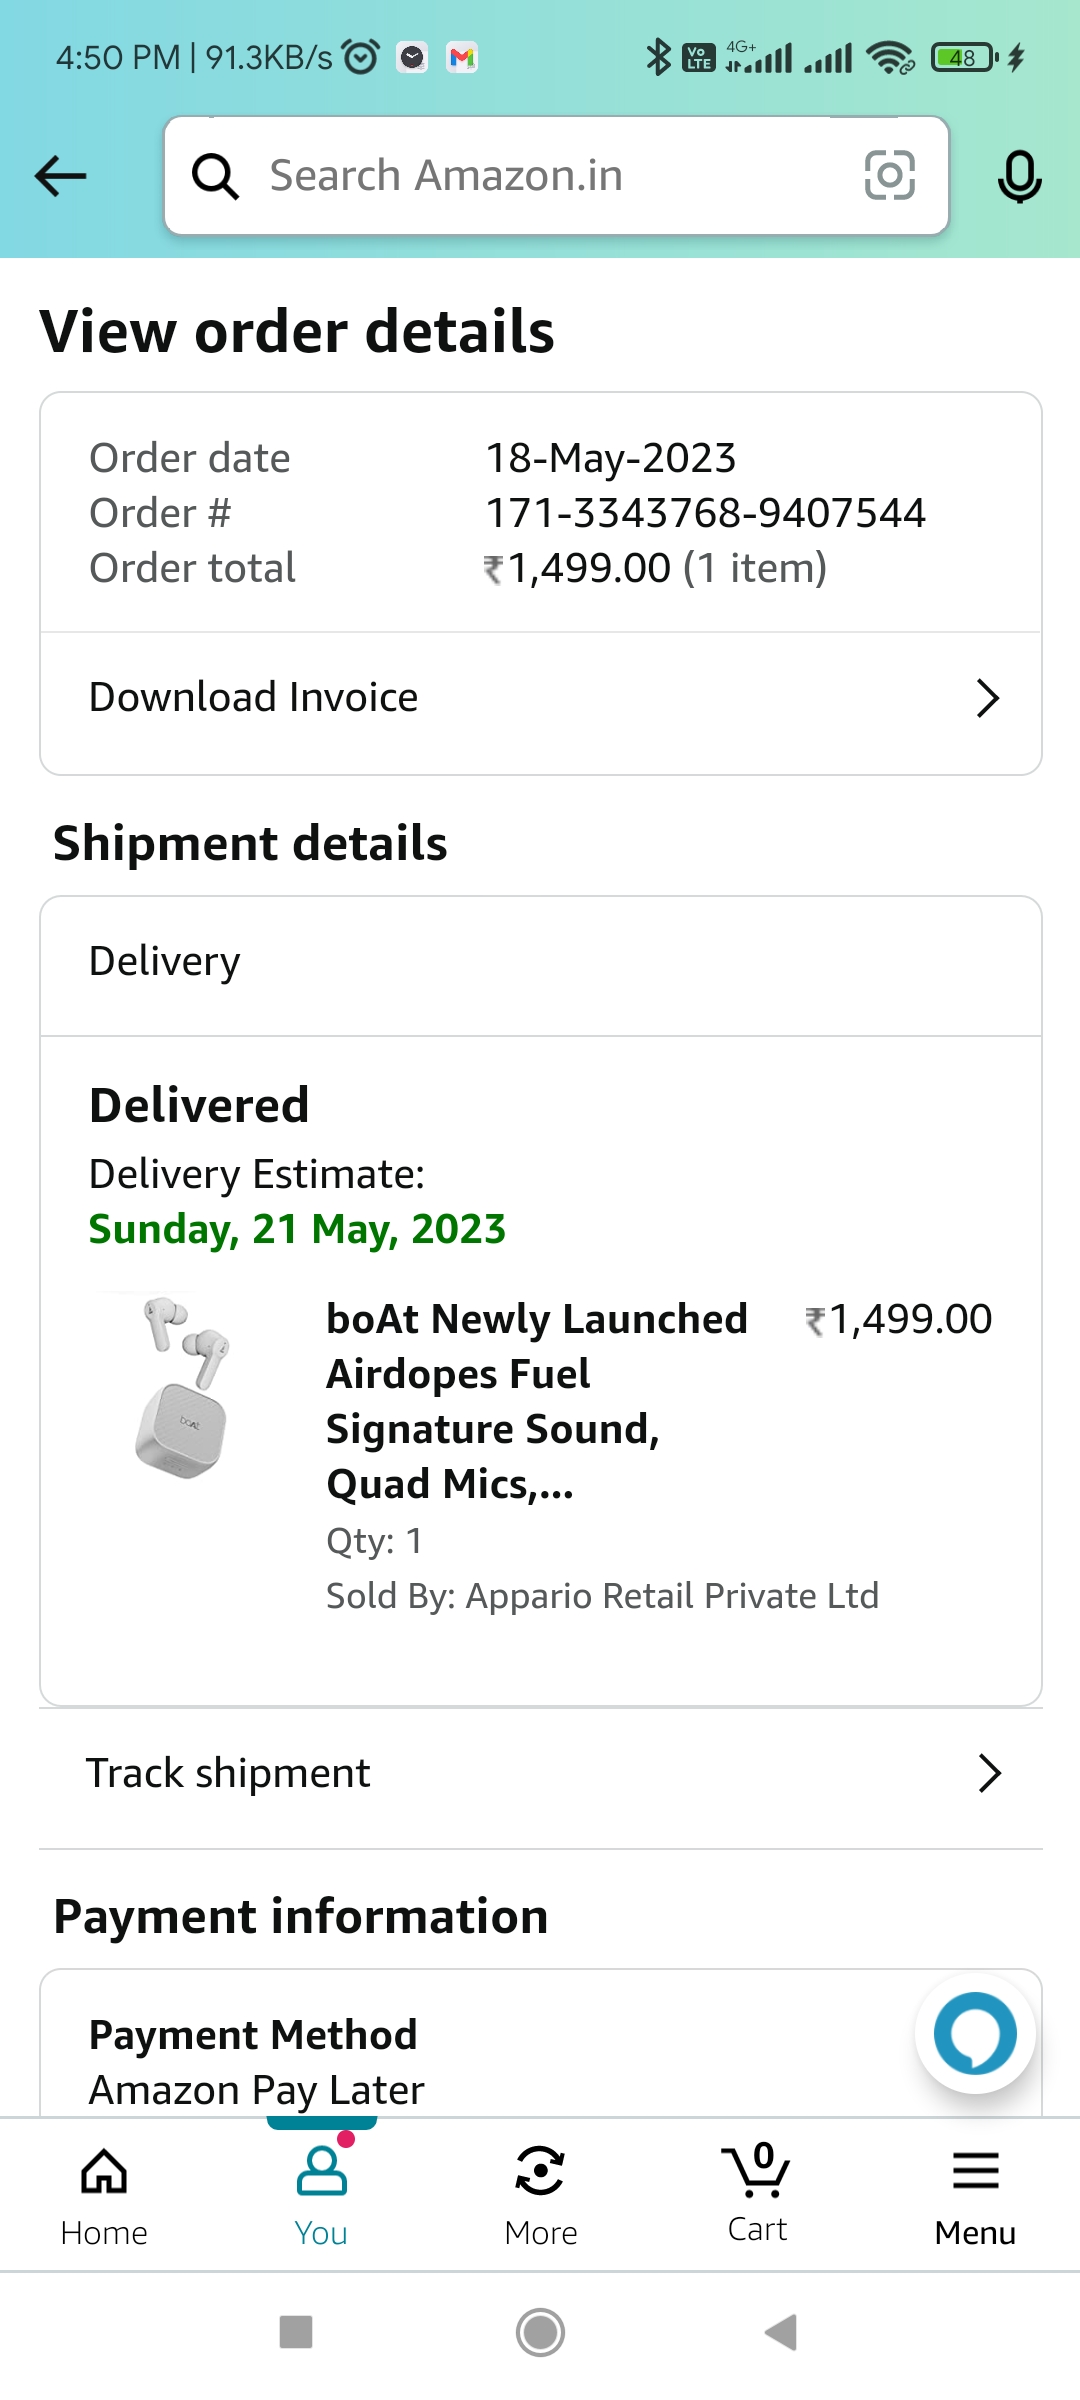 4:50 PM | 91.3KB/s
Vo LTE 4G+ 48
Search Amazon.in
View order details
Order date 18-May-2023
Order # 171-3343768-9407544
Order total ₹1,499.00 (1 item)
Download Invoice
Shipment details
Delivery
Delivered
Delivery Estimate:
Sunday, 21 May, 2023
boAt Newly Launched ₹1,499.00
Airdopes Fuel
Signature Sound,
Quad Mics,...
Qty: 1
Sold By: Appario Retail Private Ltd
boAt
Track shipment
Payment information
Payment Method
Amazon Pay Later
0
Home You More Cart Menu